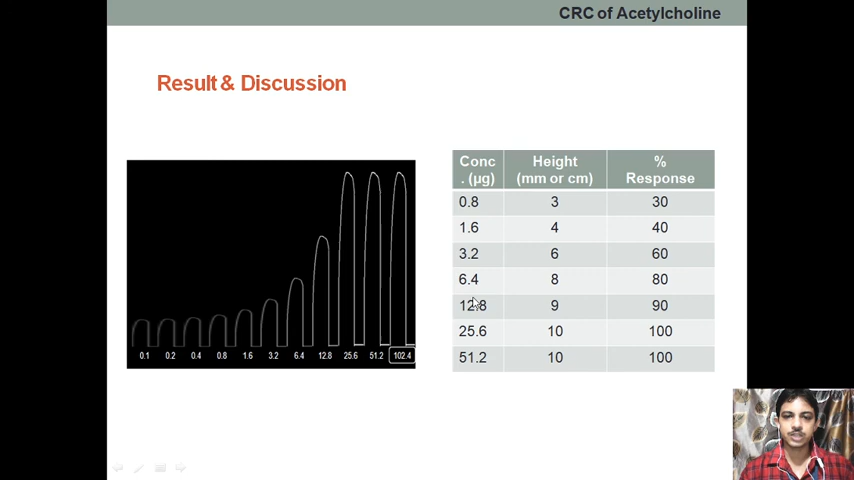 CRC of Acetylcholine
Result & Discussion
0.1 0.2 0.4 0.8 1.6 3.2 6.4 12.8 25.6 51.2 102.4
Conc . (µg) Height (mm or cm) % Response
0.8 3 30
1.6 4 40
3.2 6 60
6.4 8 80
12.8 9 90
25.6 10 100
51.2 10 100